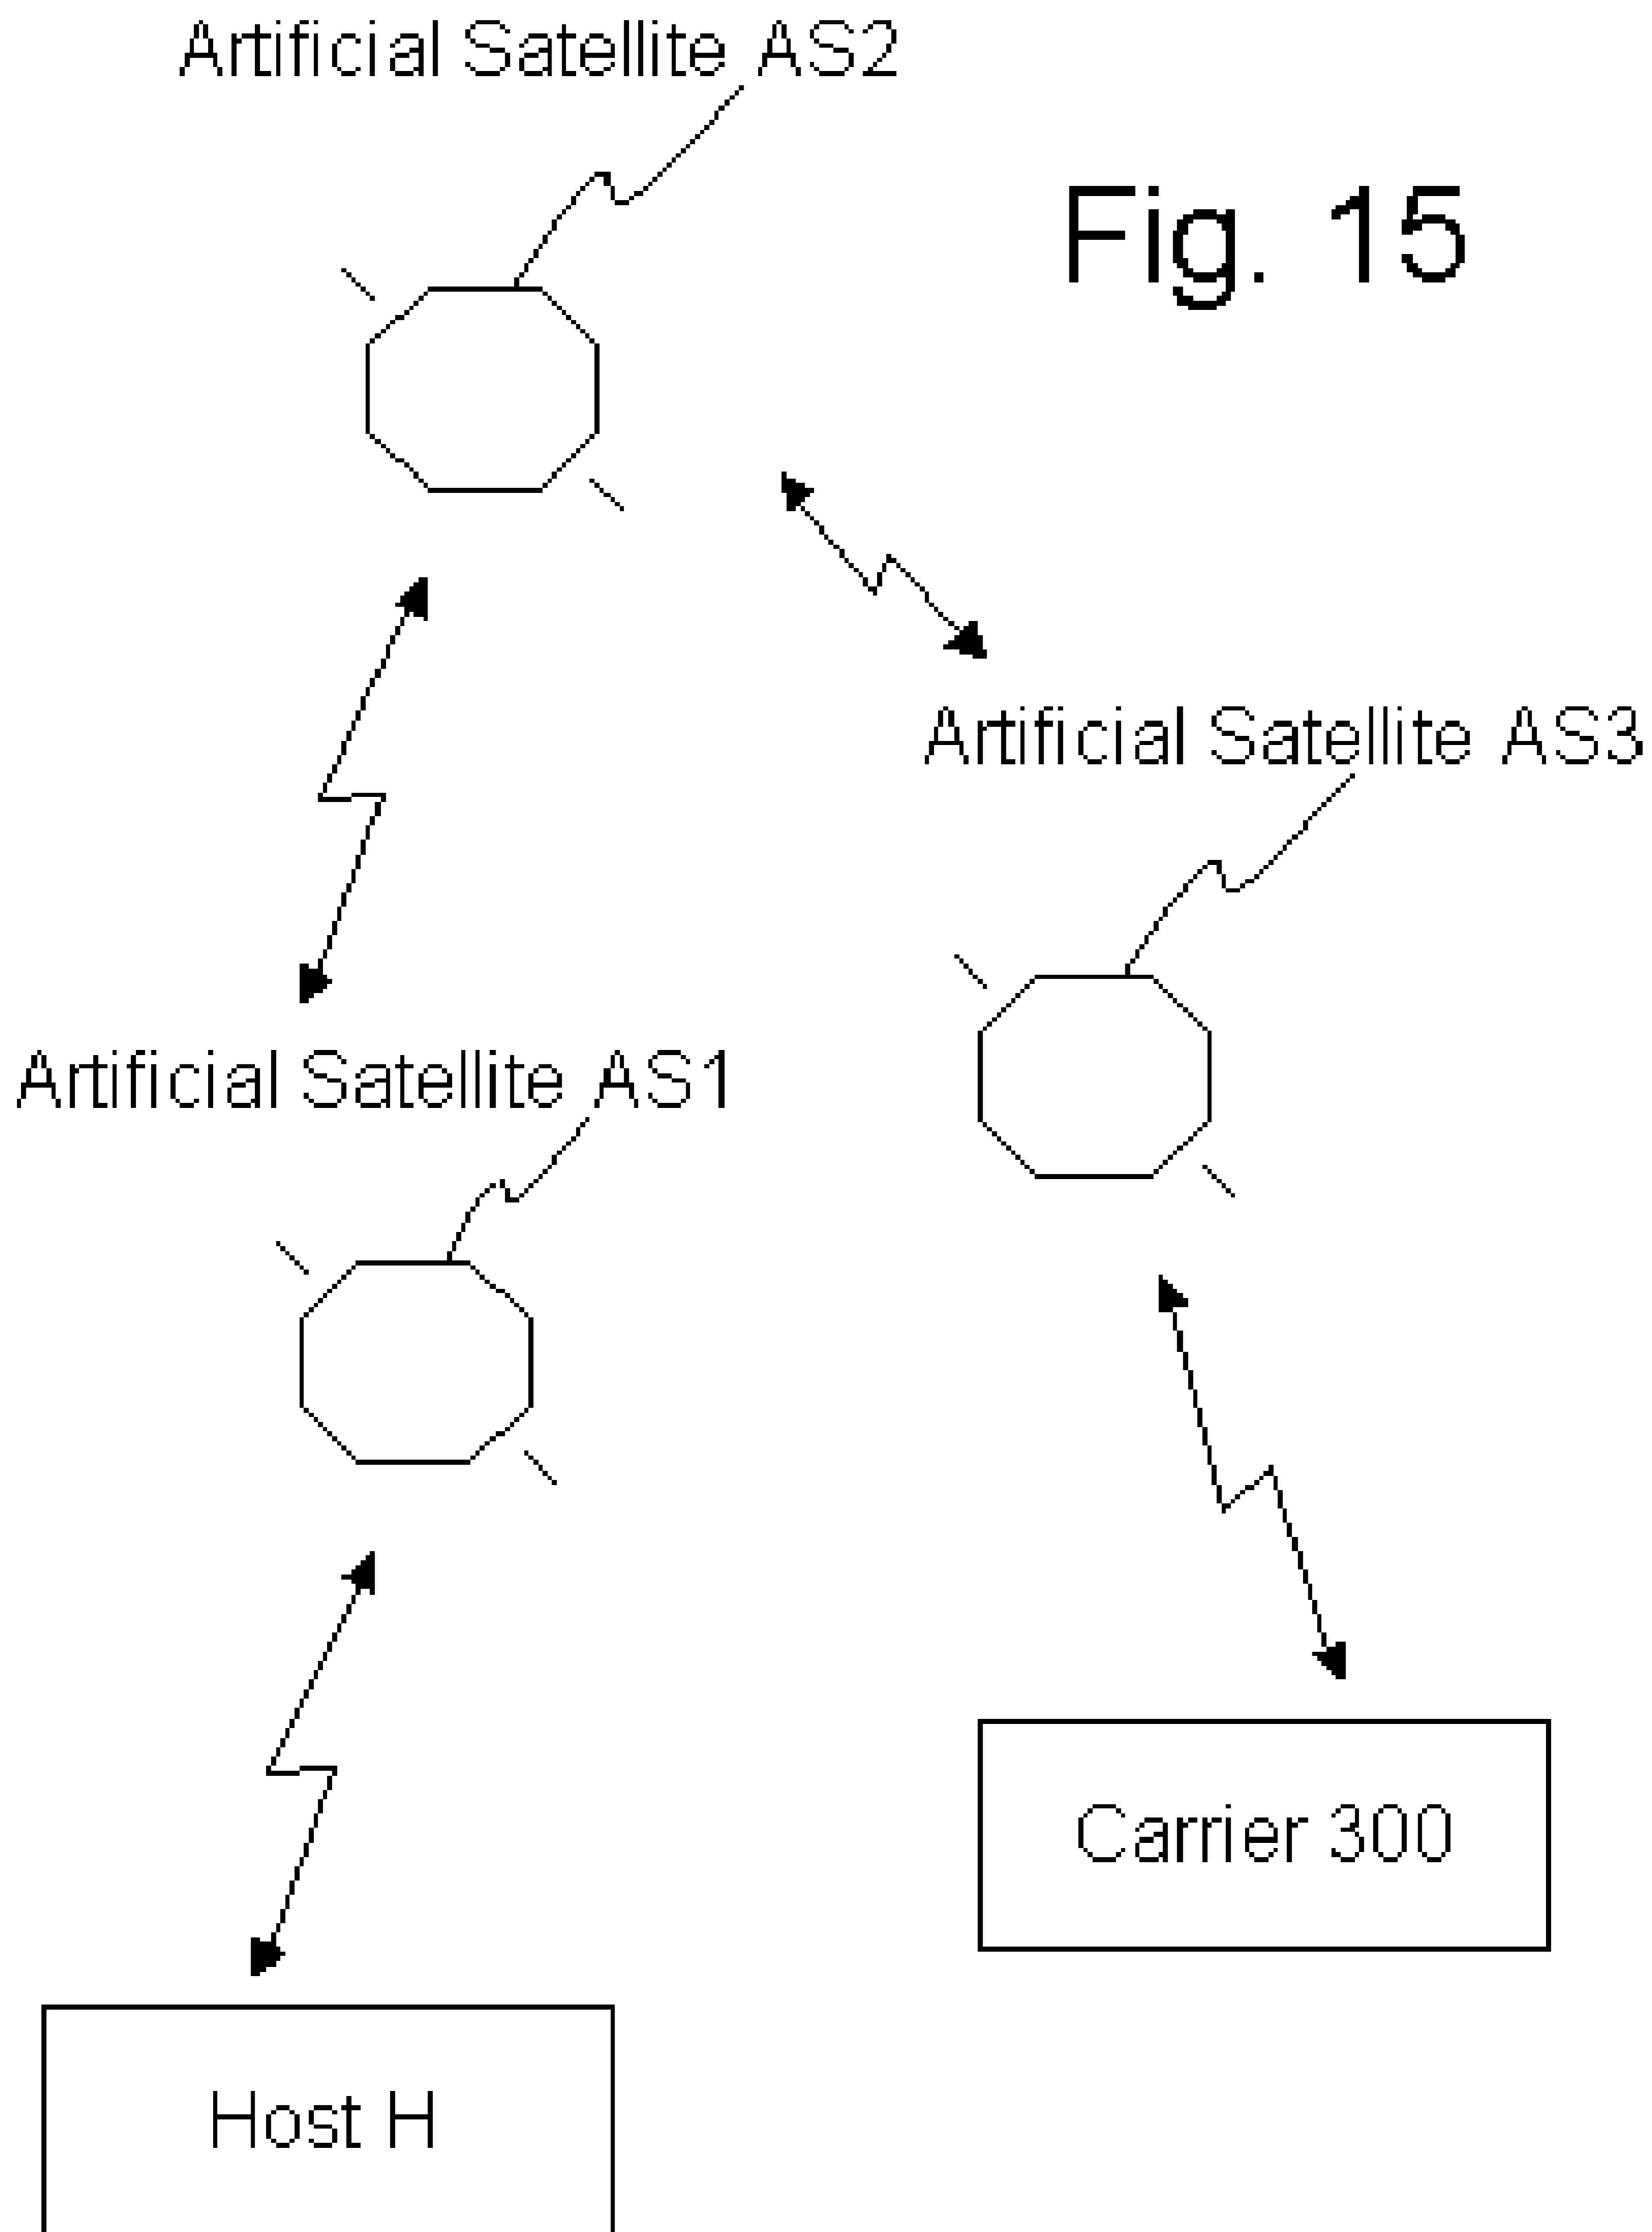 Artificial Satellite AS2
Fig. 15
Artificial Satellite AS3
Artificial Satellite AS1
Carrier 300
Host H